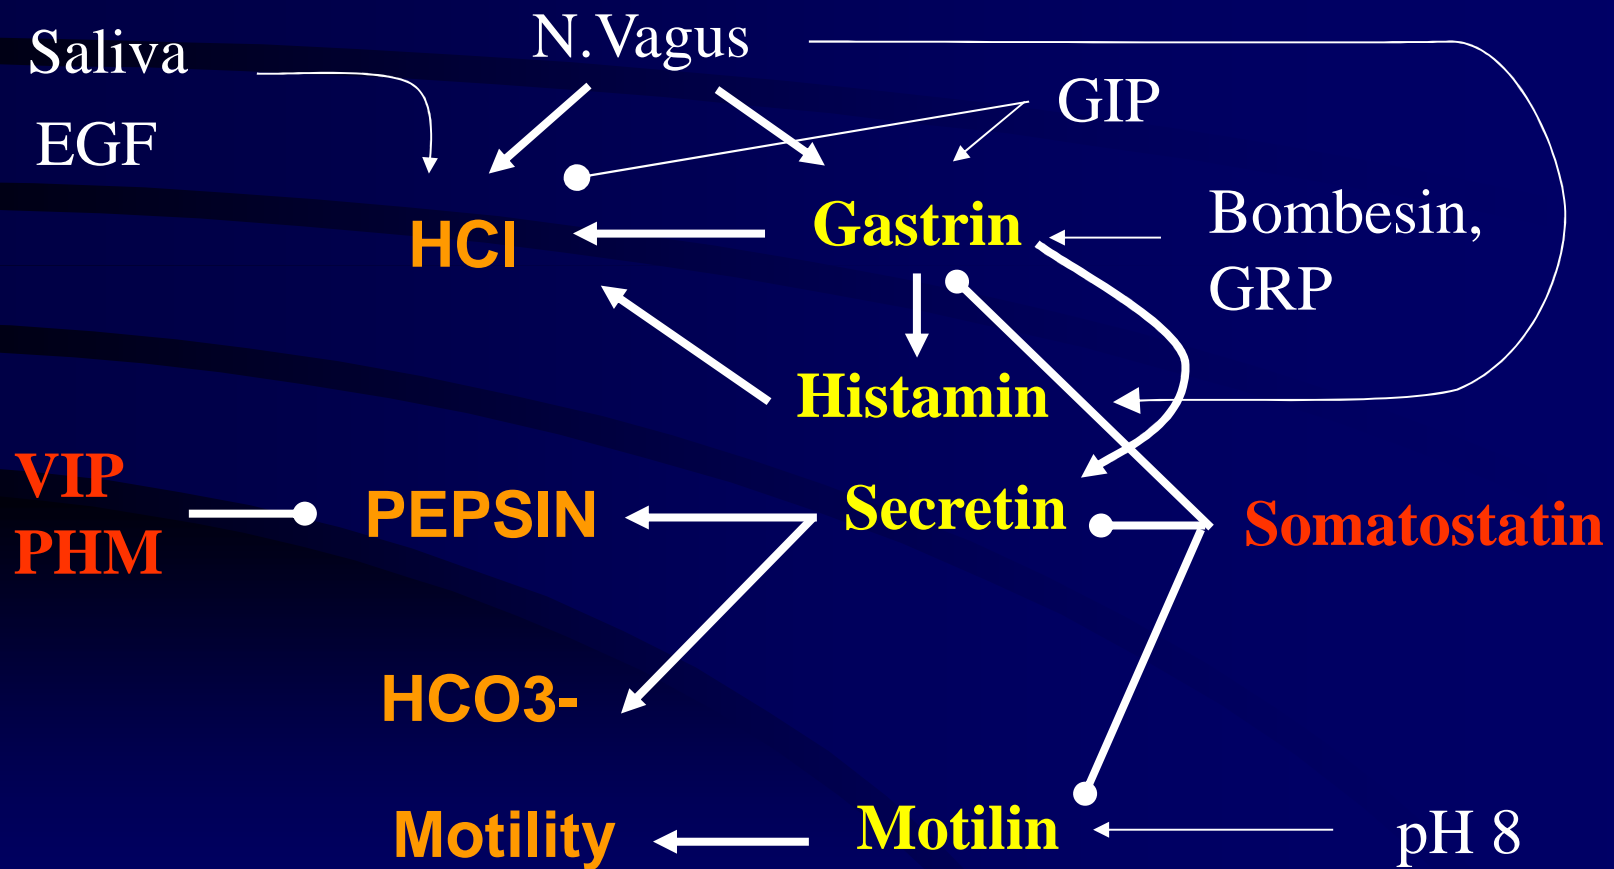 Saliva
EGF
N.Vagus
GIP
HCl
Gastrin
Bombesin,
GRP
Histamin
VIP
PHM
PEPSIN
Secretin
Somatostatin
HCO3-
Motility
Motilin
pH 8